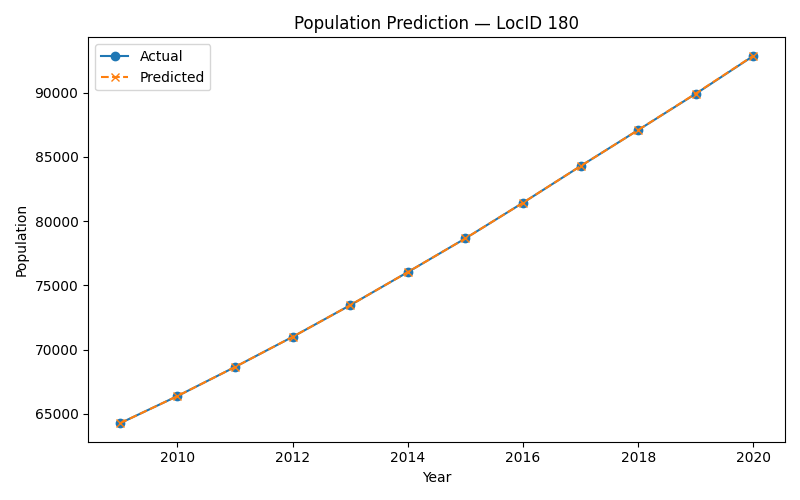 Population Prediction — LocID 180
Actual
Predicted
Population
90000
85000
80000
75000
70000
65000
2010
2012
2014
2016
2018
2020
Year